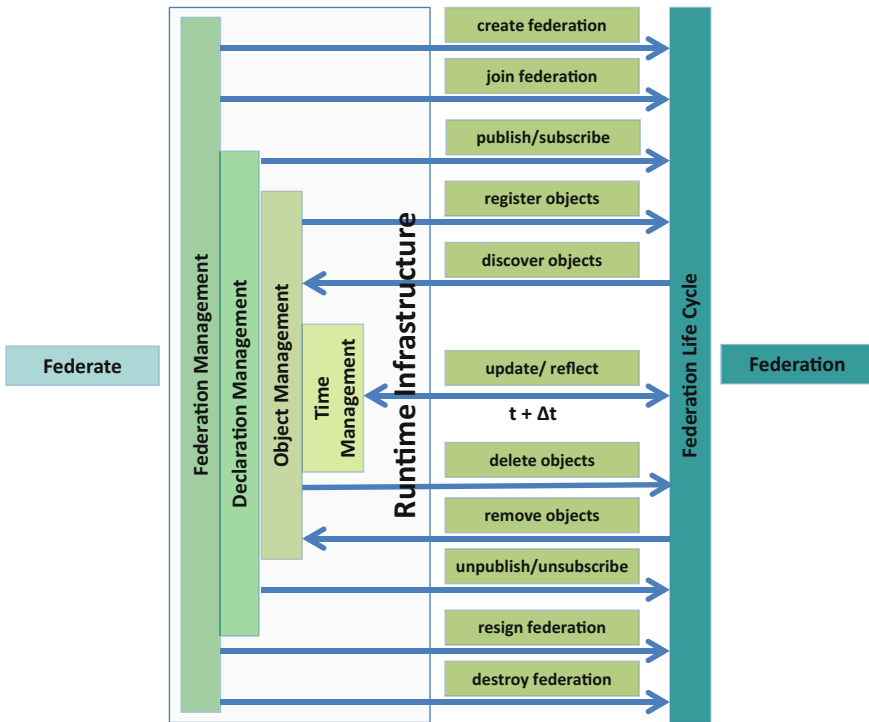 create federation
join federation
publish/subscribe
register objects
discover objects
update/ reflect
t + Δt
delete objects
remove objects
unpublish/unsubscribe
resign federation
destroy federation
Federate
Federation Management
Declaration Management
Object Management
Time
Management
Runtime Infrastructure
Federation Life Cycle
Federation